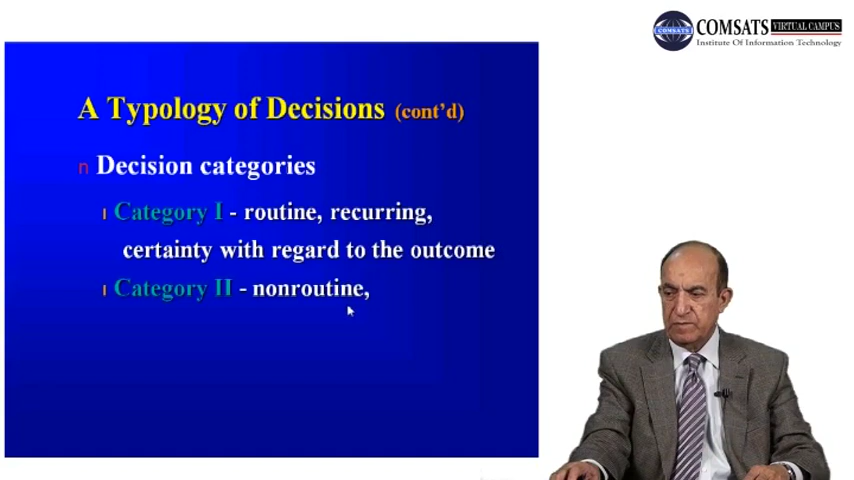 COMSATS VIRTUAL CAMPUS
COMSATS
Institute Of Information Technology
A Typology of Decisions (cont'd)
n Decision categories
l Category I - routine, recurring,
certainty with regard to the outcome
l Category II - nonroutine,